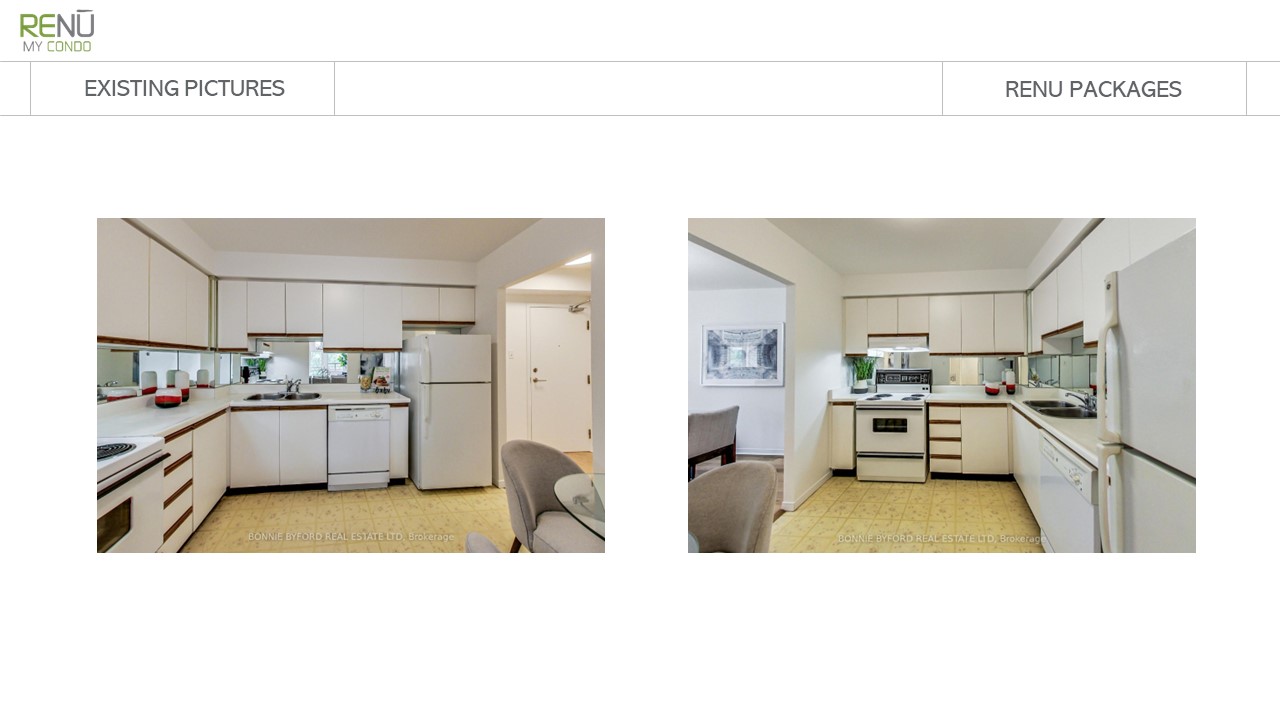 RENŪ
MY CONDO
EXISTING PICTURES
RENU PACKAGES
BONNIE BYFORD REAL ESTATE LTD, Brokerage
BONNIE BYFORD REAL ESTATE LTD, Brokerage